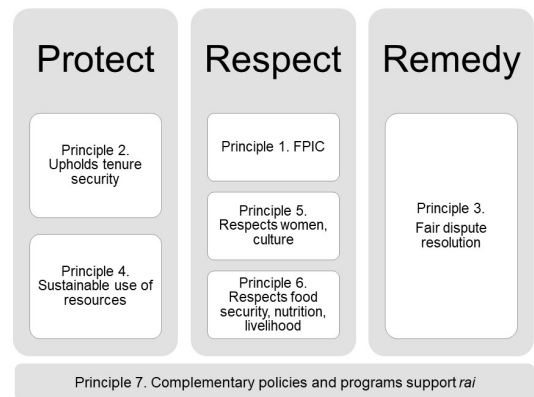 Protect
Principle 2.
Upholds tenure
security
Principle 4.
Sustainable use of
resources
Respect
Principle 1. FPIC
Principle 5.
Respects women,
culture
Principle 6.
Respects food
security, nutrition,
livelihood
Remedy
Principle 3.
Fair dispute
resolution
Principle 7. Complementary policies and programs support rai